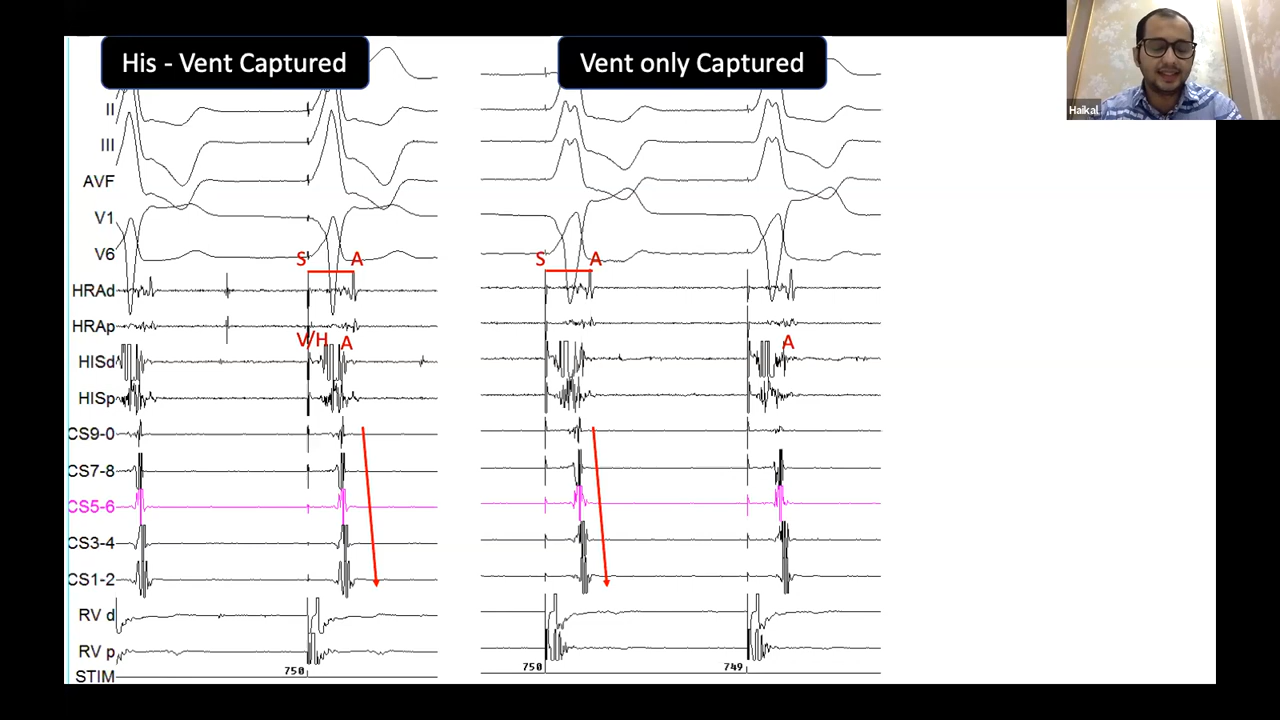 His - Vent Captured
Vent only Captured
Haikal
II
III
AVF
V1
V6
S A
S A
HRAd
HRAp
V/H A
A
HISd
HISp
CS9-0
CS7-8
CS5-6
CS3-4
CS1-2
RV d
RV p
750
750
749
STIM